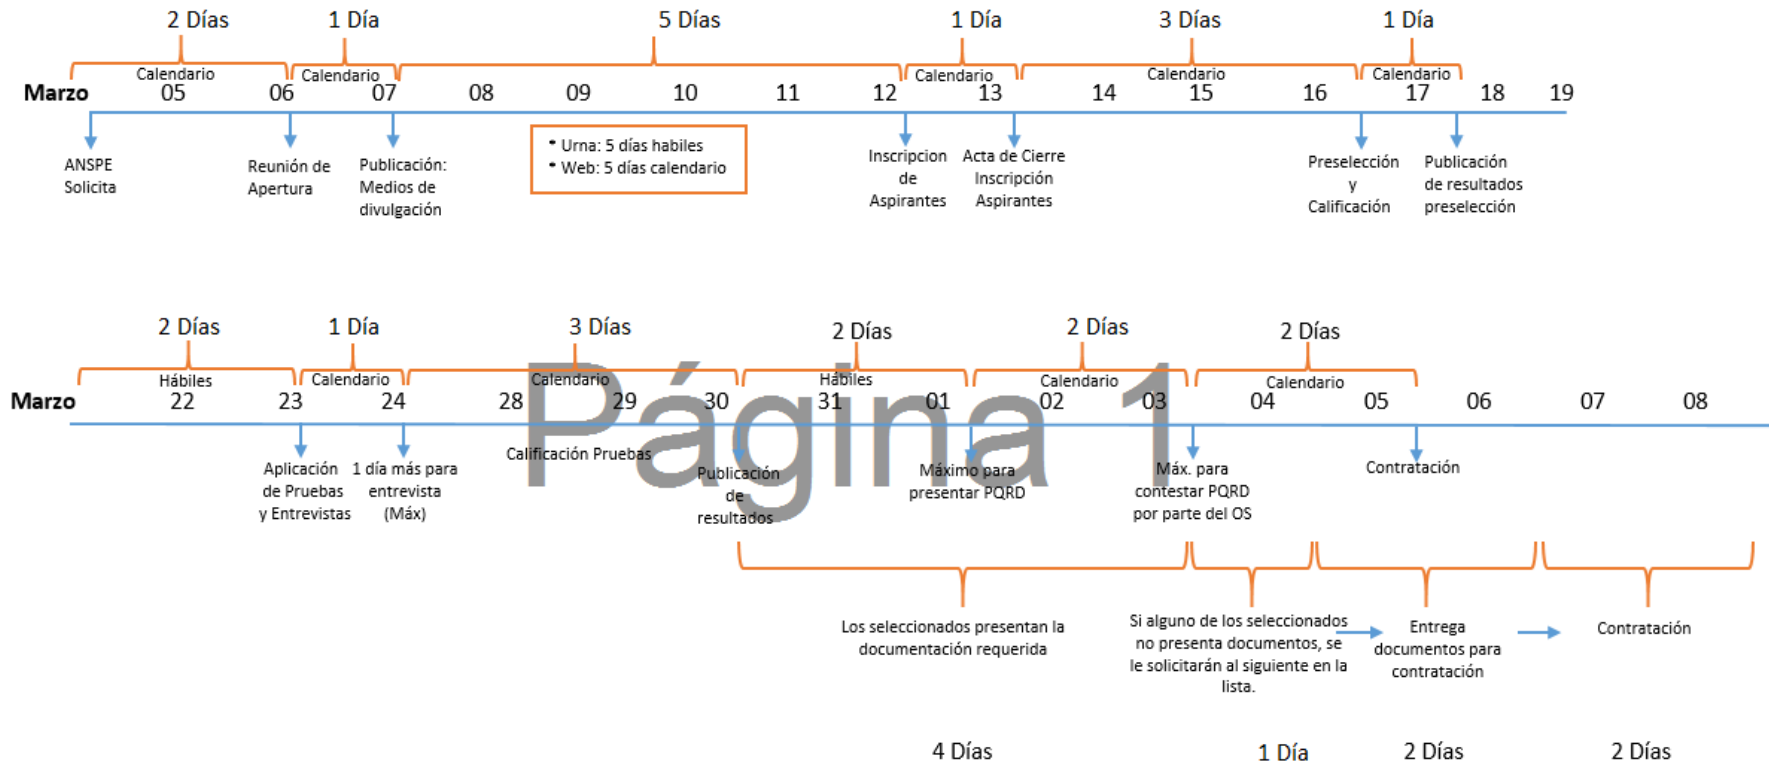 2 Días 1 Día 5 Días 1 Día 3 Días 1 Día
Calendario Calendario Calendario Calendario Calendario
Marzo 05 06 07 08 09 10 11 12 13 14 15 16 17 18 19
ANSPE
Solicita
Reunión de
Apertura
Publicación:
Medios de
divulgación
* Urna: 5 días habiles
* Web: 5 días calendario
Inscripcion
de
Aspirantes
Acta de Cierre
Inscripción
Aspirantes
Preselección
y
Calificación
Publicación
de resultados
preselección
2 Días 1 Día 3 Días 2 Días 2 Días 2 Días
Hábiles Calendario Calendario Hábiles Calendario Calendario
Marzo 22 23 24 28 29 30 31 01 02 03 04 05 06 07 08
Página 1
Aplicación
de Pruebas
y Entrevistas
1 día más para
entrevista
(Máx)
Calificación Pruebas
Publicación
de
resultados
Máximo para
presentar PQRD
Máx. para
contestar PQRD
por parte del OS
Contratación
Los seleccionados presentan la
documentación requerida
Si alguno de los seleccionados
no presenta documentos, se
le solicitarán al siguiente en la
lista.
Entrega
documentos para
contratación
Contratación
4 Días 1 Día 2 Días 2 Días